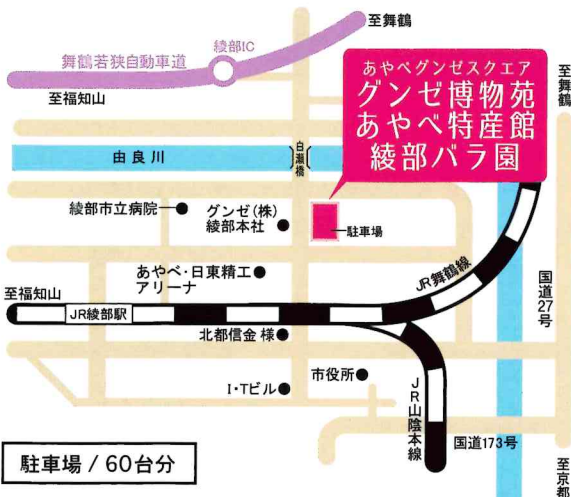 至舞鶴
綾部IC
舞鶴若狭自動車道
至福知山
あやべグンゼスクエア
グンゼ博物苑
あやべ特産館
綾部バラ園
至舞鶴
白瀬橋
由良川
綾部市立病院
グンゼ(株)
綾部本社
駐車場
あやべ・日東精工
アリーナ
JR舞鶴線
国道27号
至福知山
JR綾部駅
北都信金 様
市役所
I・Tビル
JR山陰本線
国道173号
至京都
駐車場 / 60台分